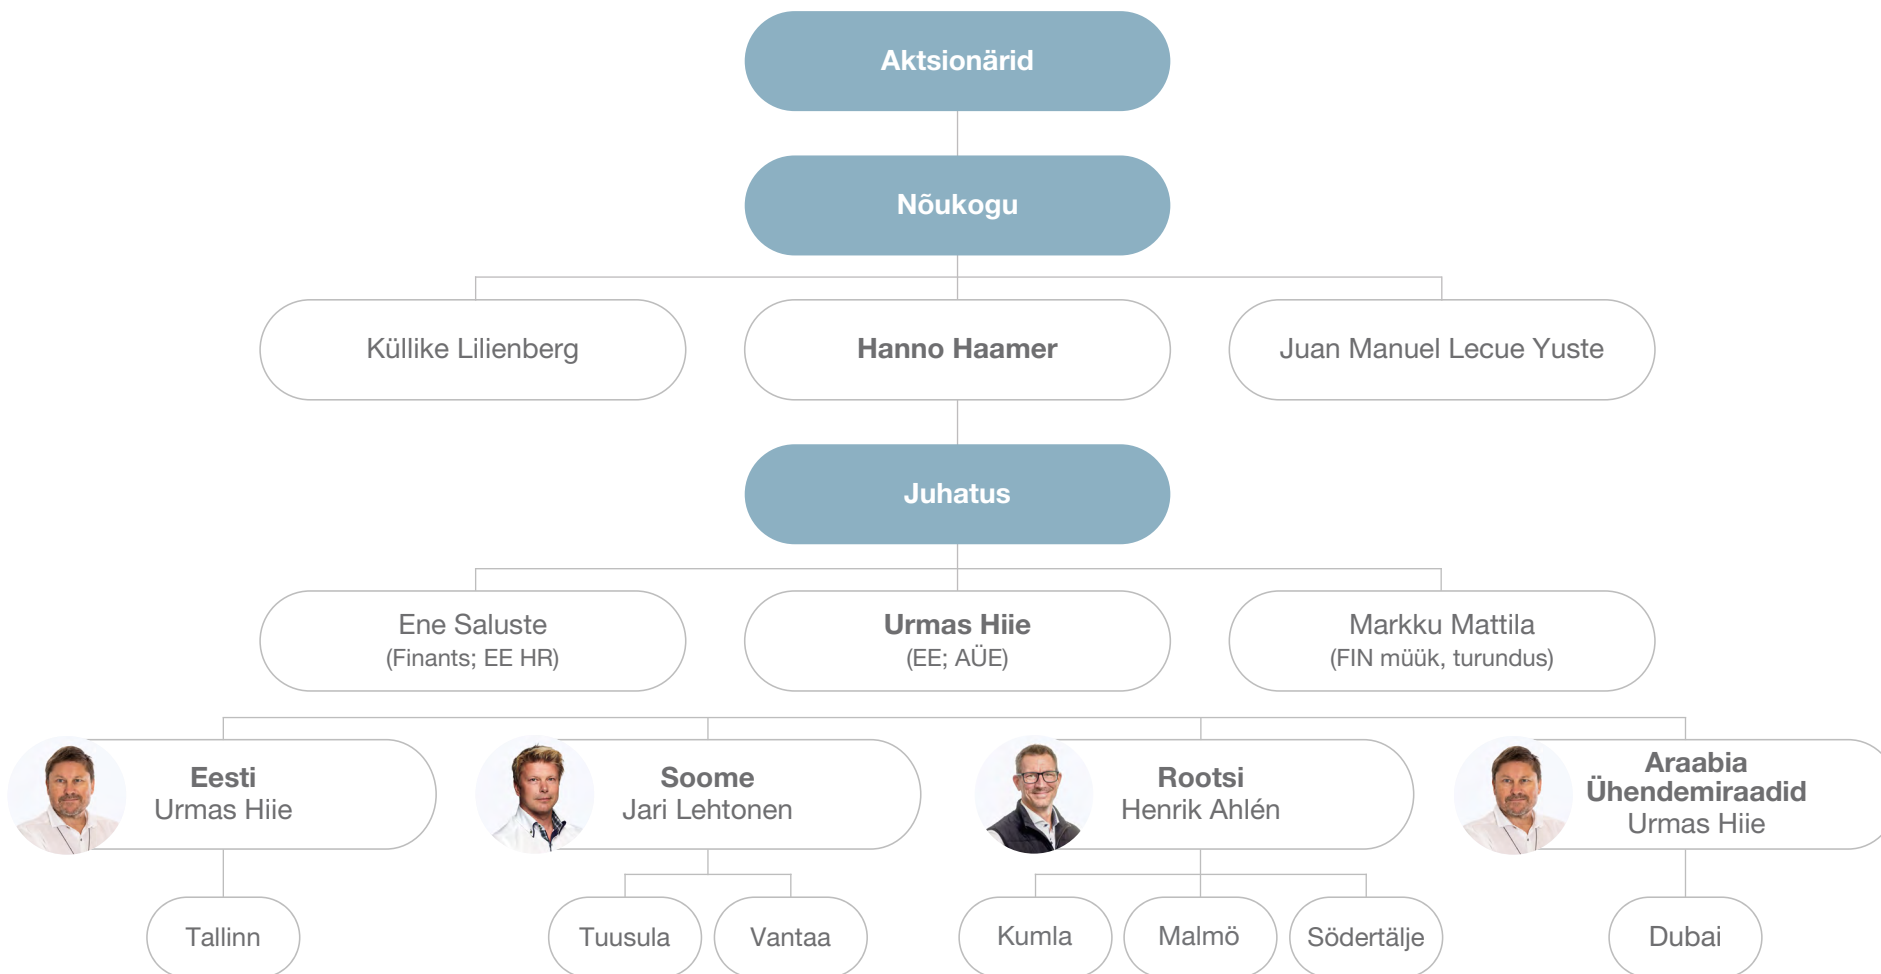 Aktsionärid
Nõukogu
Küllike Lilienberg
Hanno Haamer
Juan Manuel Lecue Yuste
Juhatus
Ene Saluste
(Finants; EE HR)
Urmas Hiie
(EE; AÜE)
Markku Mattila
(FIN müük, turundus)
Eesti
Urmas Hiie
Soome
Jari Lehtonen
Rootsi
Henrik Ahlén
Araabia
Ühendemiraadid
Urmas Hiie
Tallinn
Tuusula
Vantaa
Kumla
Malmö
Södertälje
Dubai